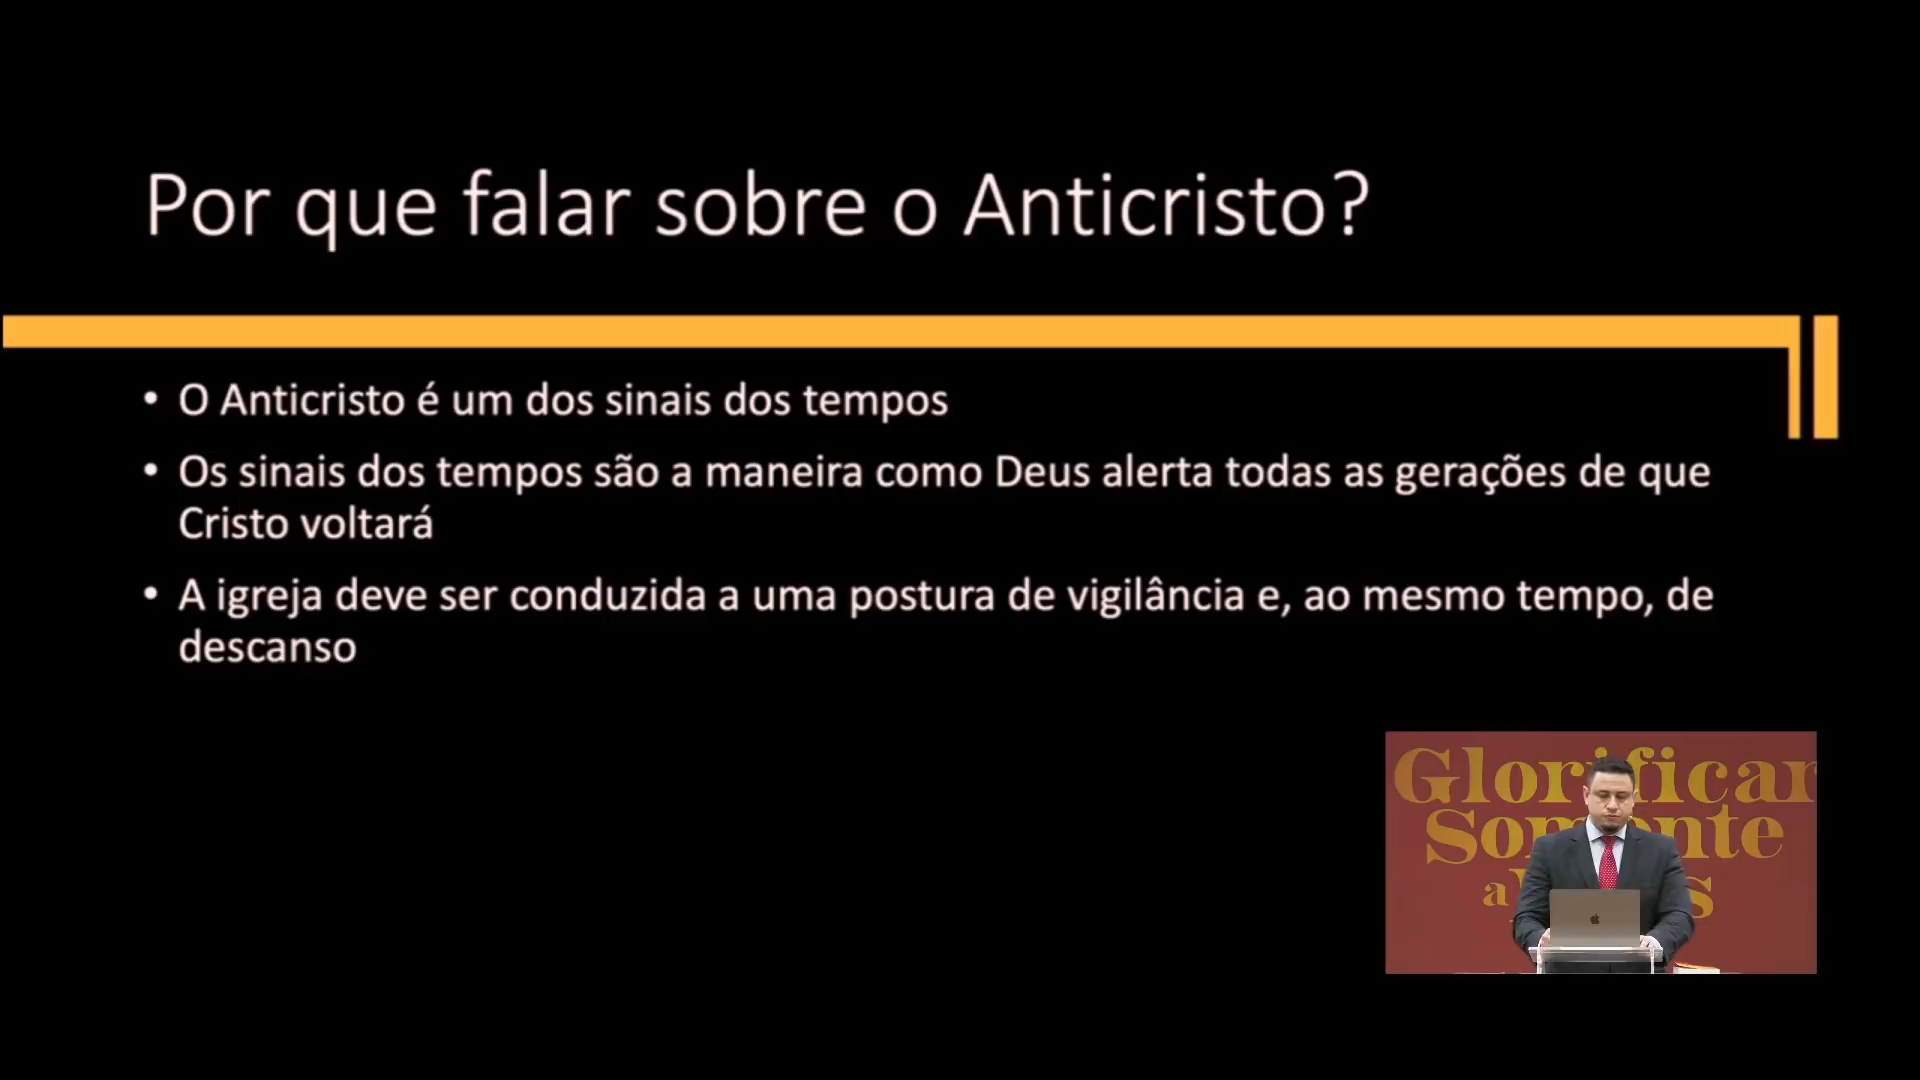 Por que falar sobre o Anticristo?
• O Anticristo é um dos sinais dos tempos
• Os sinais dos tempos são a maneira como Deus alerta todas as gerações de que
Cristo voltará
• A igreja deve ser conduzida a uma postura de vigilância e, ao mesmo tempo, de
descanso
Glorificar
Somente
a